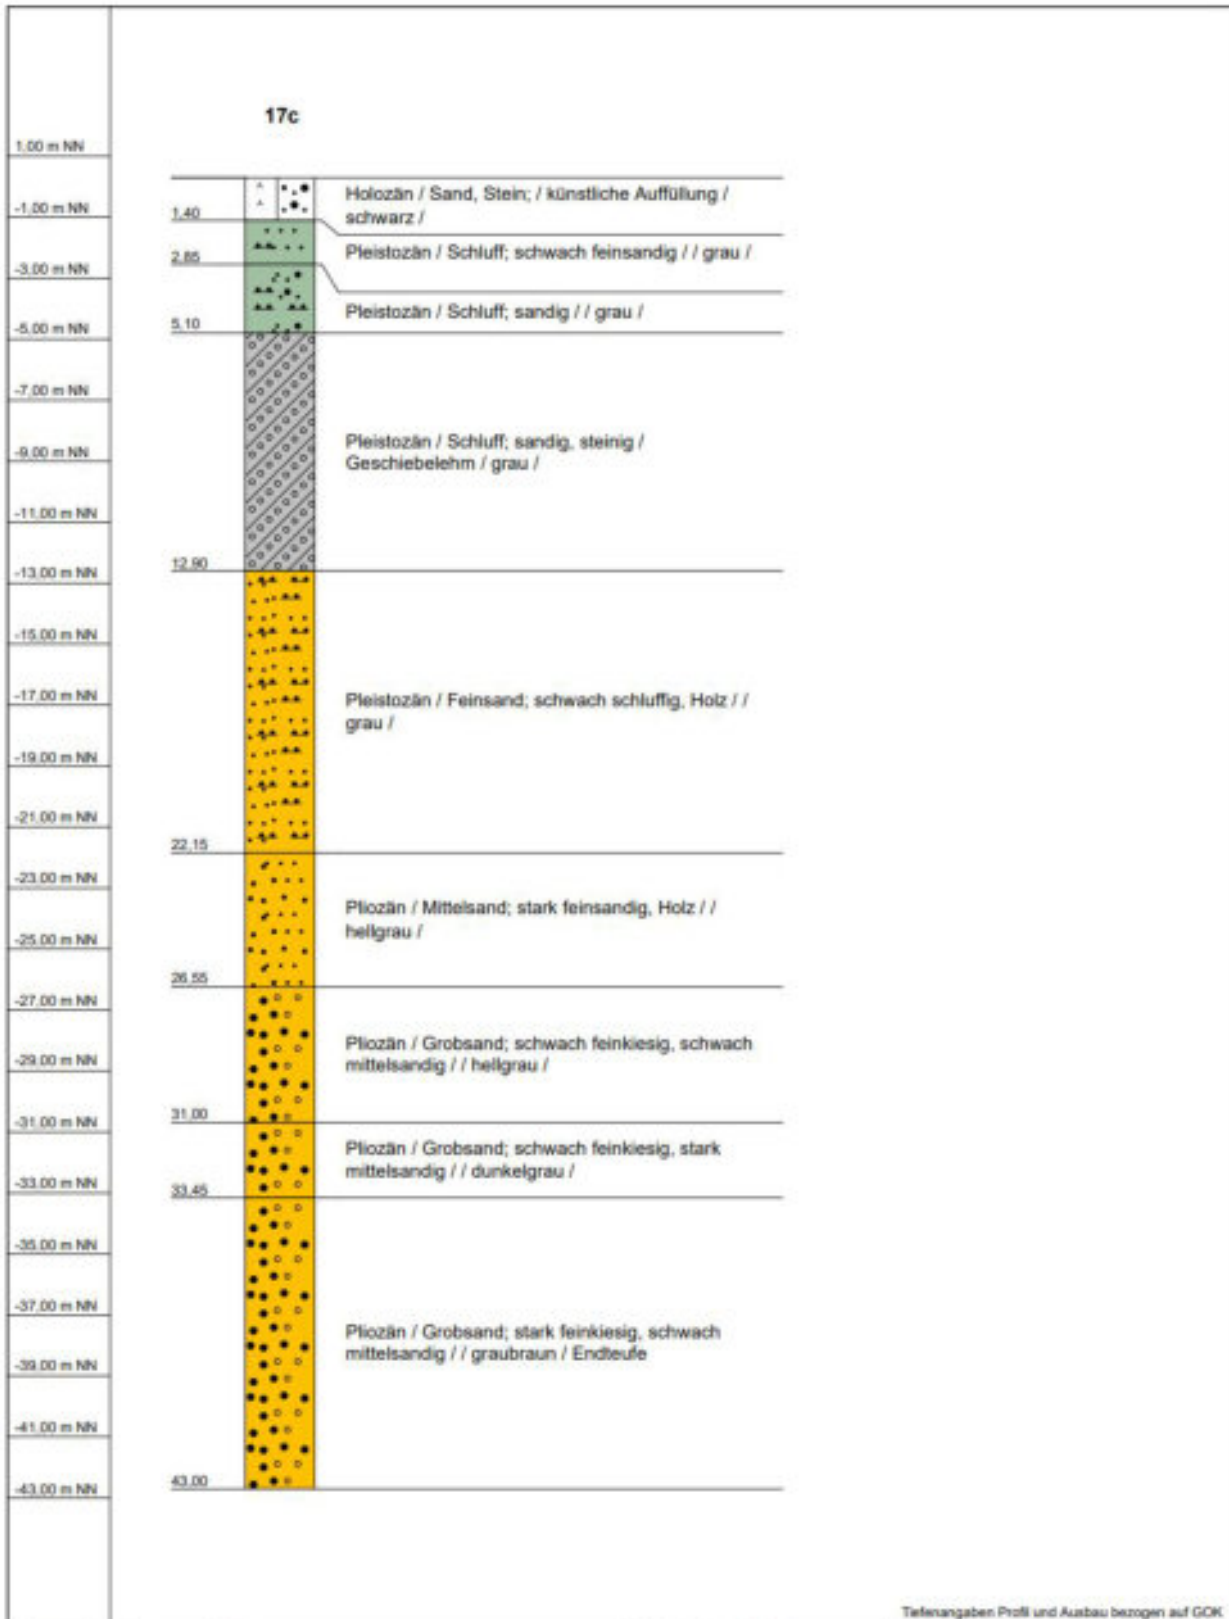 17c
1,00 m NN
-1,00 m NN
-3,00 m NN
-5,00 m NN
-7,00 m NN
-9,00 m NN
-11,00 m NN
-13,00 m NN
-15,00 m NN
-17,00 m NN
-19,00 m NN
-21,00 m NN
-23,00 m NN
-25,00 m NN
-27,00 m NN
-29,00 m NN
-31,00 m NN
-33,00 m NN
-35,00 m NN
-37,00 m NN
-39,00 m NN
-41,00 m NN
-43,00 m NN
Holozän / Sand, Stein; / künstliche Auffüllung /
schwarz /
1,40
Pleistozän / Schluff; schwach feinsandig / / grau /
2,85
Pleistozän / Schluff; sandig / / grau /
5,10
Pleistozän / Schluff; sandig, steinig /
Geschiebelehm / grau /
12,90
Pleistozän / Feinsand; schwach schluffig, Holz / /
grau /
22,15
Pliozän / Mittelsand; stark feinsandig, Holz / /
hellgrau /
26,55
Pliozän / Grobsand; schwach feinkiesig, schwach
mittelsandig / / hellgrau /
31,00
Pliozän / Grobsand; schwach feinkiesig, stark
mittelsandig / / dunkelgrau /
33,45
Pliozän / Grobsand; stark feinkiesig, schwach
mittelsandig / / graubraun / Endteufe
43,00
Tiefenangaben Profil und Ausbau bezogen auf GOK